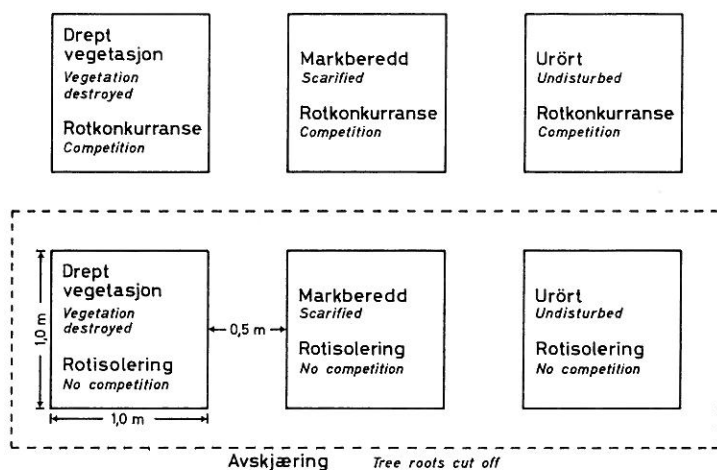 Drept
vegetasjon
Vegetation
destroyed
Rotkonkurranse
Competition
Markberedd
Scarified
Rotkonkurranse
Competition
Urört
Undisturbed
Rotkonkurranse
Competition
Drept
vegetasjon
Vegetation
destroyed
Rotisolering
No competition
1,0 m
1,0 m
0,5 m
Markberedd
Scarified
Rotisolering
No competition
Urört
Undisturbed
Rotisolering
No competition
Avskjæring Tree roots cut off